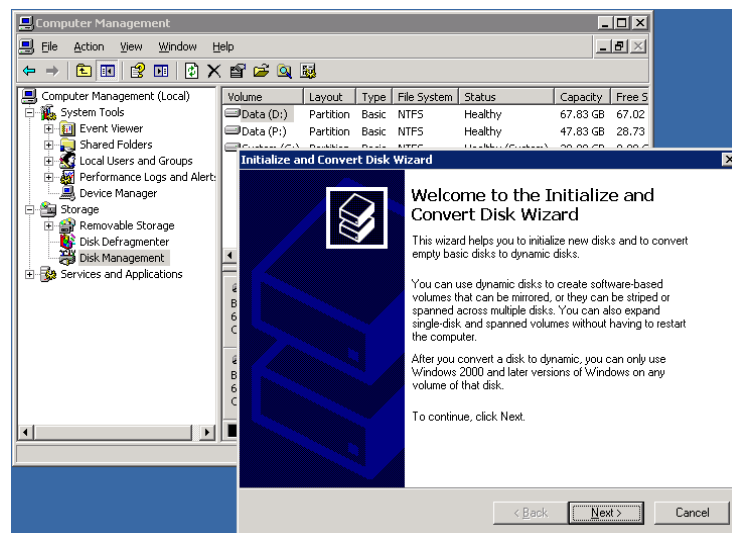 Computer Management
File Action View Window Help
Computer Management (Local)
System Tools
Event Viewer
Shared Folders
Local Users and Groups
Performance Logs and Alert
Device Manager
Storage
Removable Storage
Disk Defragmenter
Disk Management
Services and Applications
Volume Layout Type File System Status Capacity Free S
Data (D:) Partition Basic NTFS Healthy 67.83 GB 67.02
Data (P:) Partition Basic NTFS Healthy 47.83 GB 28.73
Initialize and Convert Disk Wizard
Welcome to the Initialize and
Convert Disk Wizard
This wizard helps you to initialize new disks and to convert
empty basic disks to dynamic disks.
You can use dynamic disks to create software-based
volumes that can be mirrored, or they can be striped or
spanned across multiple disks. You can also expand
single-disk and spanned volumes without having to restart
the computer.
After you convert a disk to dynamic, you can only use
Windows 2000 and later versions of Windows on any
volume of that disk.
To continue, click Next.
< Back Next > Cancel